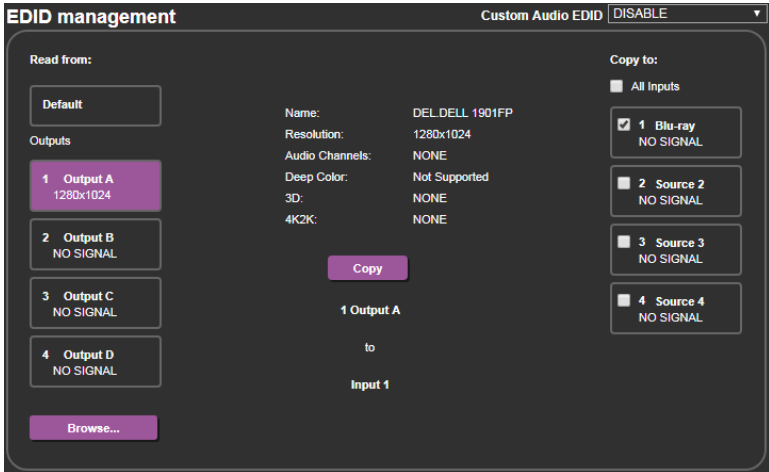 EDID management
Custom Audio EDID DISABLE
Read from:
Default
Outputs
1 Output A
1280x1024
2 Output B
NO SIGNAL
3 Output C
NO SIGNAL
4 Output D
NO SIGNAL
Browse...
Name: DEL.DELL 1901FP
Resolution: 1280x1024
Audio Channels: NONE
Deep Color: Not Supported
3D: NONE
4K2K: NONE
Copy
1 Output A
to
Input 1
Copy to:
All Inputs
1 Blu-ray
NO SIGNAL
2 Source 2
NO SIGNAL
3 Source 3
NO SIGNAL
4 Source 4
NO SIGNAL